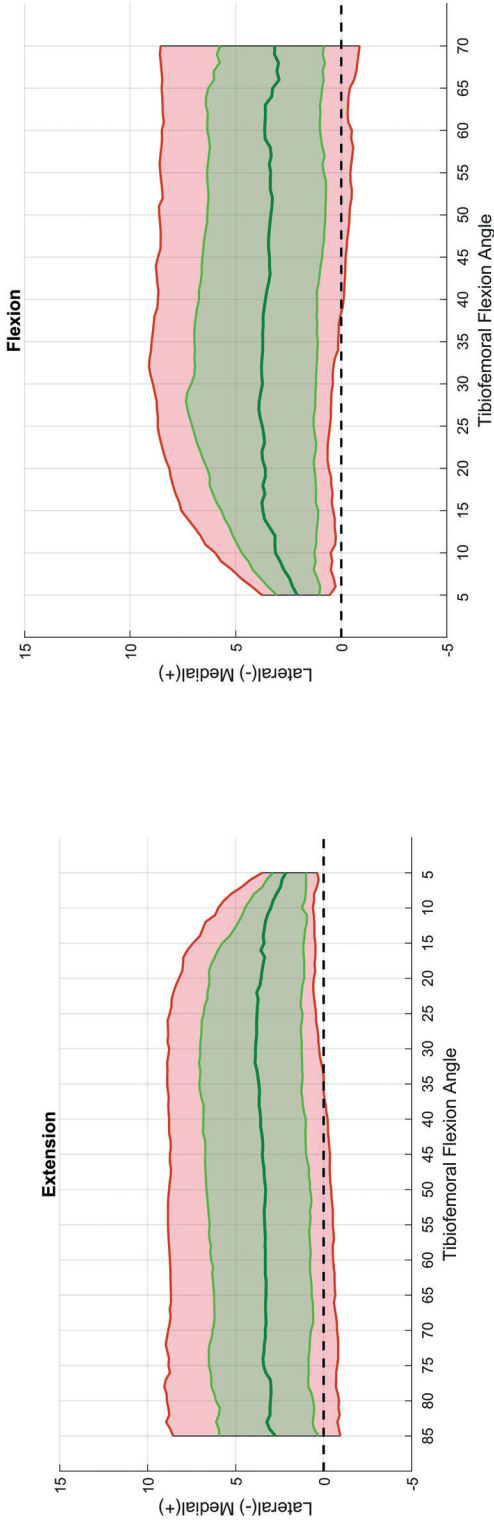 Extension
15
10
5
0
-5
Lateral(-) Medial(+)
85 80 75 70 65 60 55 50 45 40 35 30 25 20 15 10 5
Tibiofemoral Flexion Angle
Flexion
15
10
5
0
-5
Lateral(-) Medial(+)
5 10 15 20 25 30 35 40 45 50 55 60 65 70
Tibiofemoral Flexion Angle